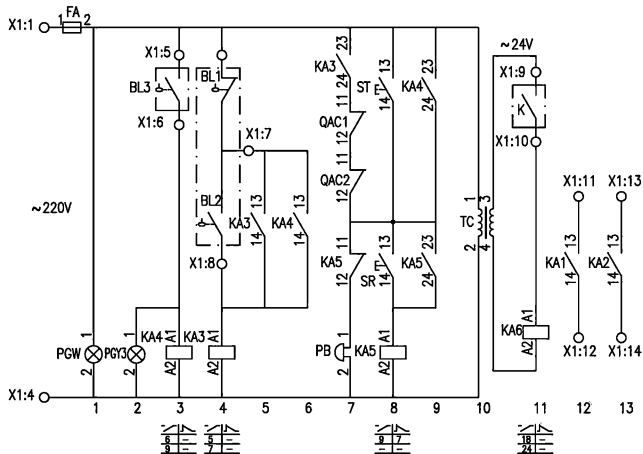 FA
X1:1 1 2
~24V
X1:5 BL1 23 13 23 X1:9
KA3 ST KA4
BL3 24 14 24 K
X1:6 11
QAC1
12
X1:7 X1:10
11
QAC2
12
X1:11 X1:13
BL2 13 13 1 3
~220V KA3 KA4 TC
14 14 2 4
11 13 23 13 13
KA5 KA5 KA1 KA2
12 14 24 14 14
X1:8 SR
1 1 A1 A1 1 A1 A1
PGW PGY3 KA4 KA3 PB KA5 KA6
2 2 A2 A2 2 A2 A2
X1:12 X1:14
X1:4
1 2 3 4 5 6 7 8 9 10 11 12 13
6 – 5 – 9 7 18 –
9 – 7 – – – 24 –